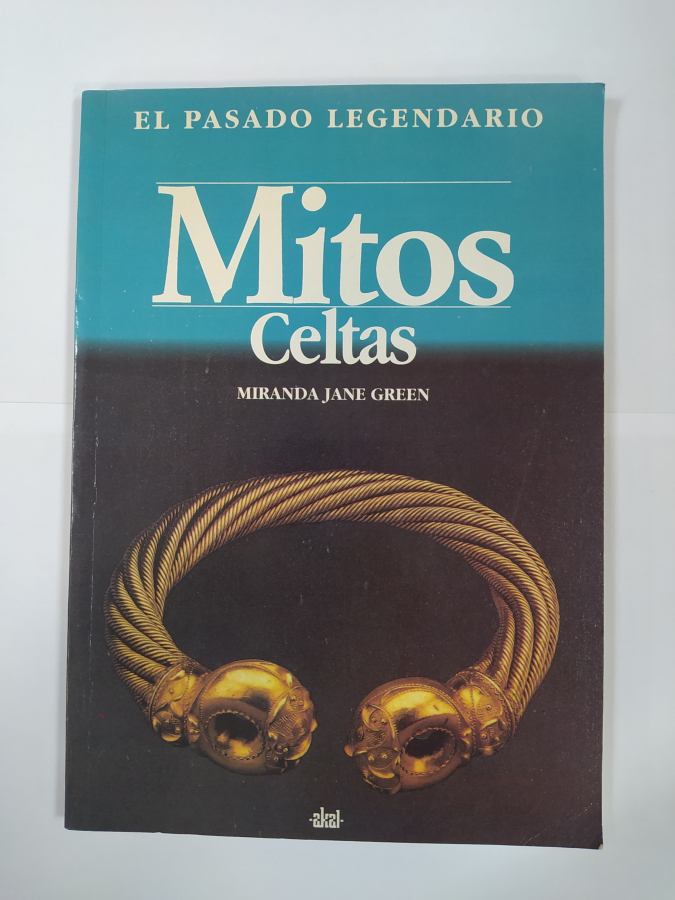 EL PASADO LEGENDARIO
Mitos
Celtas
MIRANDA JANE GREEN
-akal-